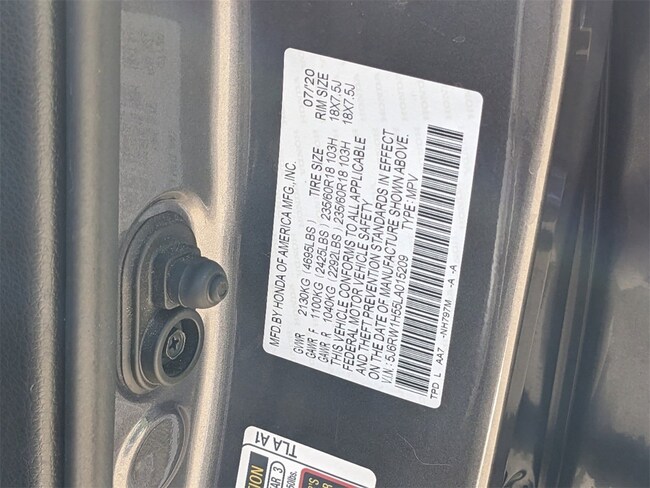 MFD.BY HONDA OF AMERICA MFG., INC. 07/'20
GVWR 2130KG (4695LBS) TIRE SIZE RIM SIZE
GAWR F 1100KG (2425LBS) 235/60R18 103H 18X7.5J
GAWR R 1040KG (2292LBS) 235/60R18 103H 18X7.5J
THIS VEHICLE CONFORMS TO ALL APPLICABLE
FEDERAL MOTOR VEHICLE SAFETY
AND THEFT PREVENTION STANDARDS IN EFFECT
ON THE DATE OF MANUFACTURE SHOWN ABOVE.
V.I.N.: TYPE: MPV
TPD L AAP -NH797M -A -A
TLA A1